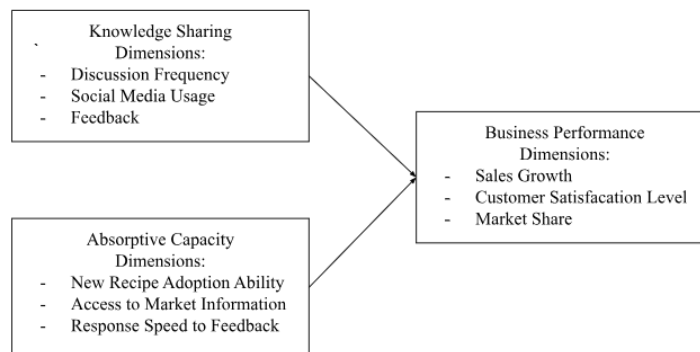 Knowledge Sharing
`
Dimensions:
- Discussion Frequency
- Social Media Usage
- Feedback
Business Performance
Dimensions:
- Sales Growth
- Customer Satisfacation Level
- Market Share
Absorptive Capacity
Dimensions:
- New Recipe Adoption Ability
- Access to Market Information
- Response Speed to Feedback